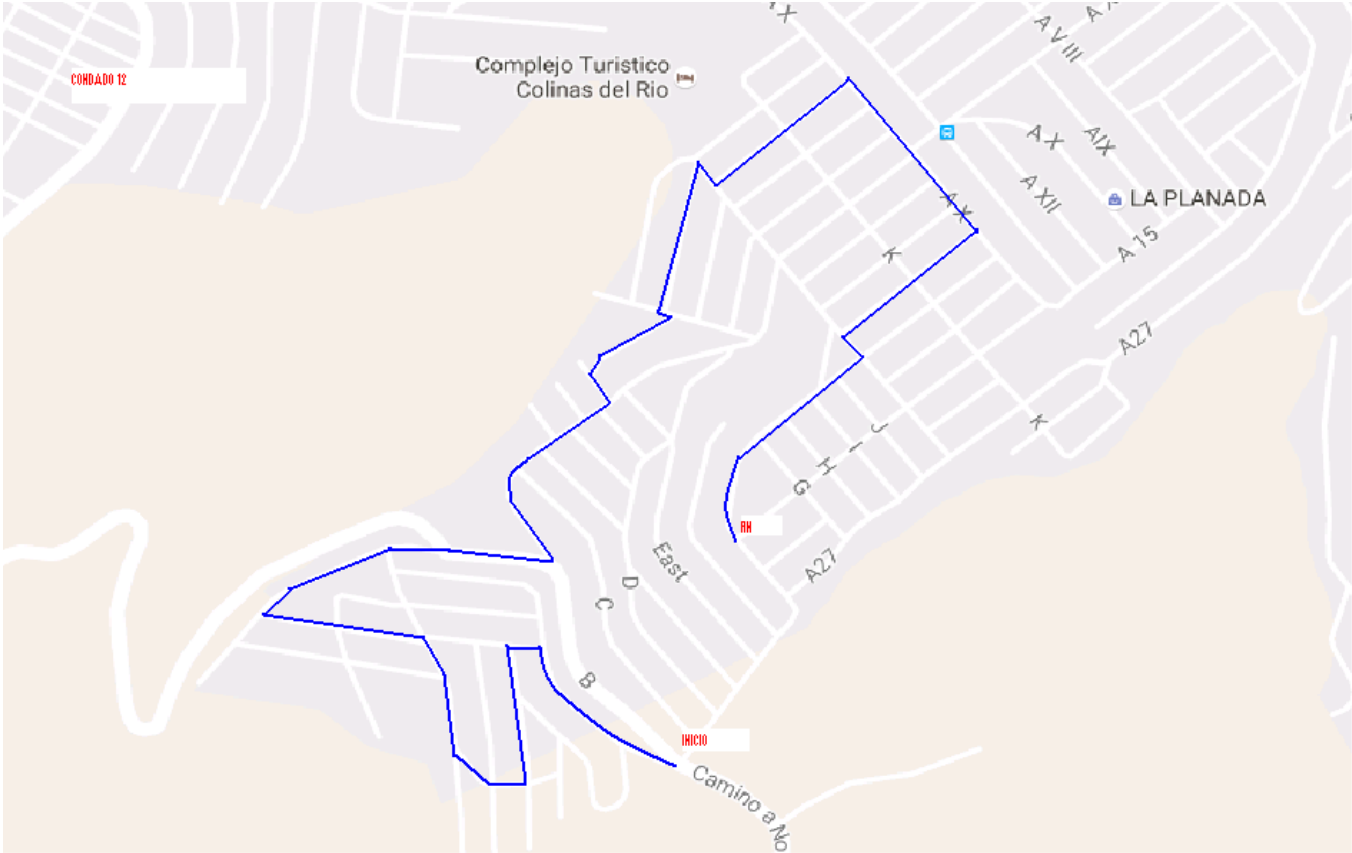 A X
A VIII
A X
Complejo Turistico
Colinas del Rio
CONDADO 12
A X
AIX
A XII
LA PLANADA
A X
A 15
K
A27
K
J
I
H
G
AN
East
A27
D
C
B
INICIO
Camino a No